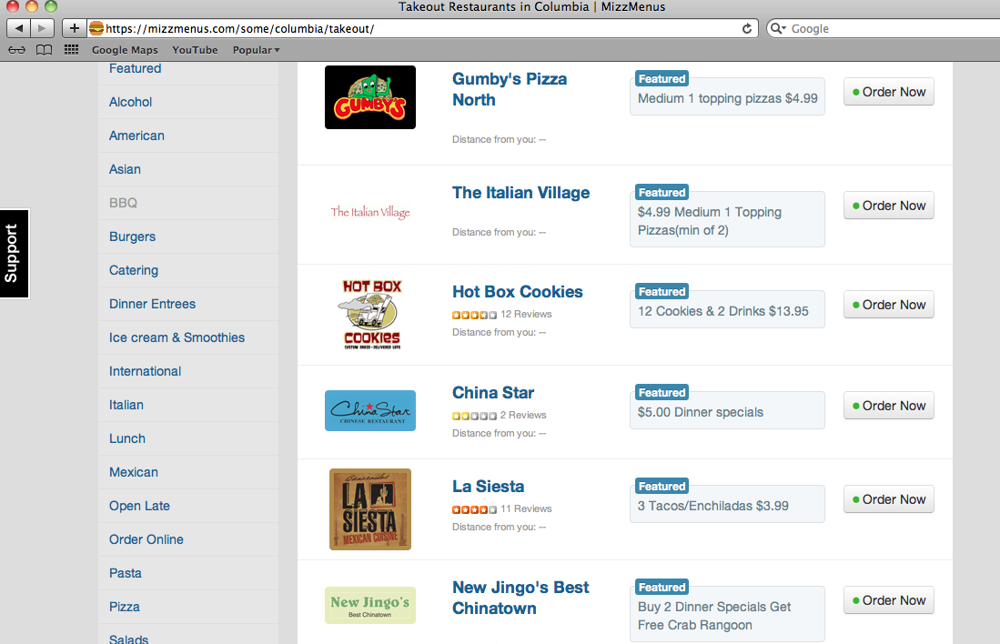 Takeout Restaurants in Columbia | MizzMenus
https://mizzmenus.com/some/columbia/takeout/
Google
Google Maps YouTube Popular
Support
Featured
Alcohol
American
Asian
BBQ
Burgers
Catering
Dinner Entrees
Ice cream & Smoothies
International
Italian
Lunch
Mexican
Open Late
Order Online
Pasta
Pizza
Salads
GUMBY'S
Gumby's Pizza
North
Distance from you: --
Featured
Medium 1 topping pizzas $4.99
Order Now
The Italian Village
The Italian Village
Distance from you: --
Featured
$4.99 Medium 1 Topping
Pizzas(min of 2)
Order Now
HOT BOX
COOKIES
CUSTOM BAKED - DELIVERED LATE
Hot Box Cookies
12 Reviews
Distance from you: --
Featured
12 Cookies & 2 Drinks $13.95
Order Now
China Star
CHINESE RESTAURANT
China Star
2 Reviews
Distance from you: --
Featured
$5.00 Dinner specials
Order Now
Bienvenidos
LA
SIESTA
MEXICAN CUISINE
La Siesta
11 Reviews
Distance from you: --
Featured
3 Tacos/Enchiladas $3.99
Order Now
New Jingo's
Best Chinatown
New Jingo's Best
Chinatown
Featured
Buy 2 Dinner Specials Get
Free Crab Rangoon
Order Now